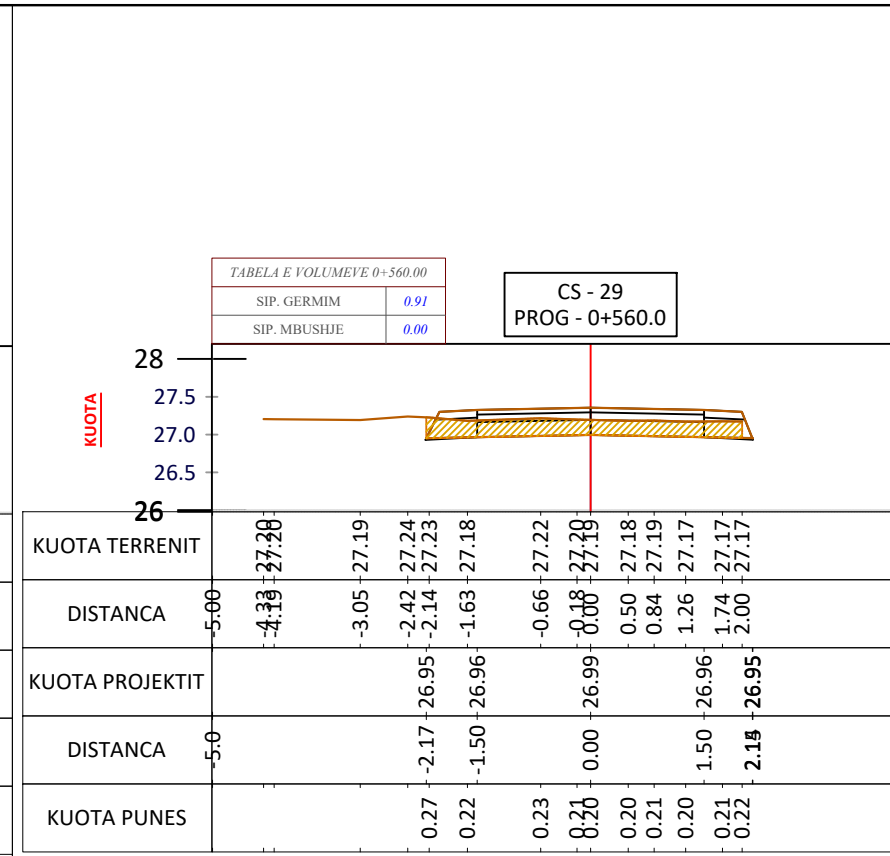 TABELA E VOLUMEVE 0+560.00
SIP. GERMIM 0.91
SIP. MBUSHJE 0.00
CS - 29
PROG - 0+560.0
KUOTA
28
27.5
27.0
26.5
26
KUOTA TERRENIT 27.20 27.20 27.19 27.24 27.23 27.18 27.22 27.20 27.19 27.18 27.19 27.17 27.17 27.17
DISTANCA -5.00 -4.33 -4.19 -3.05 -2.42 -2.14 -1.63 -0.66 -0.18 0.00 0.50 0.84 1.26 1.74 2.00
KUOTA PROJEKTIT 26.95 26.96 26.99 26.96 26.95
DISTANCA -5.0 -2.17 -1.50 0.00 1.50
KUOTA PUNES 0.27 0.22 0.23 0.21 0.20 0.20 0.21 0.20 0.21 0.22